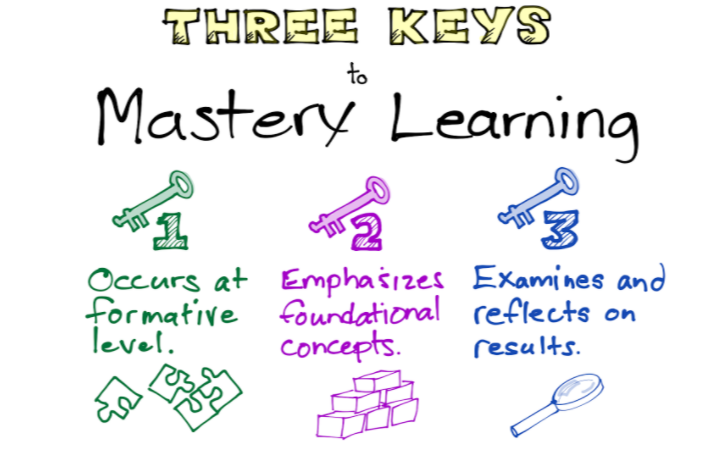 THREE KEYS
to
Mastery Learning
1
Occurs at
formative
level.
2
Emphasizes
foundational
concepts.
3
Examines and
reflects on
results.